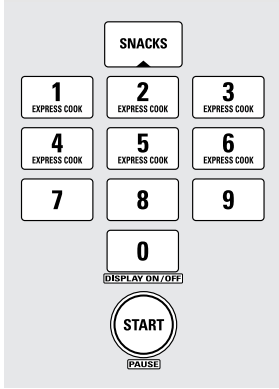 SNACKS
1 2 3
EXPRESS COOK EXPRESS COOK EXPRESS COOK
4 5 6
EXPRESS COOK EXPRESS COOK EXPRESS COOK
7 8 9
0
DISPLAY ON/OFF
START
PAUSE